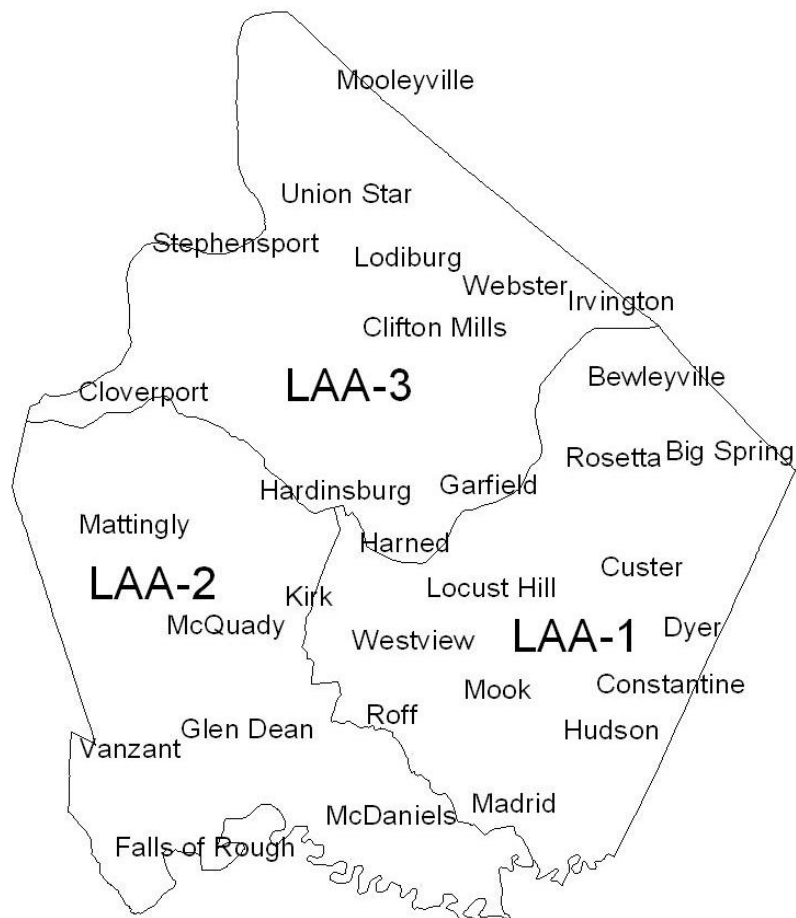 Mooleyville
Union Star
Stephensport
Lodiburg
Webster
Irvington
Clifton Mills
Bewleyville
Cloverport
LAA-3
Rosetta
Big Spring
Hardinsburg
Garfield
Mattingly
Harned
Custer
LAA-2
Locust Hill
Kirk
McQuady
Westview
LAA-1
Dyer
Mook
Constantine
Roff
Glen Dean
Hudson
Vanzant
Madrid
McDaniels
Falls of Rough